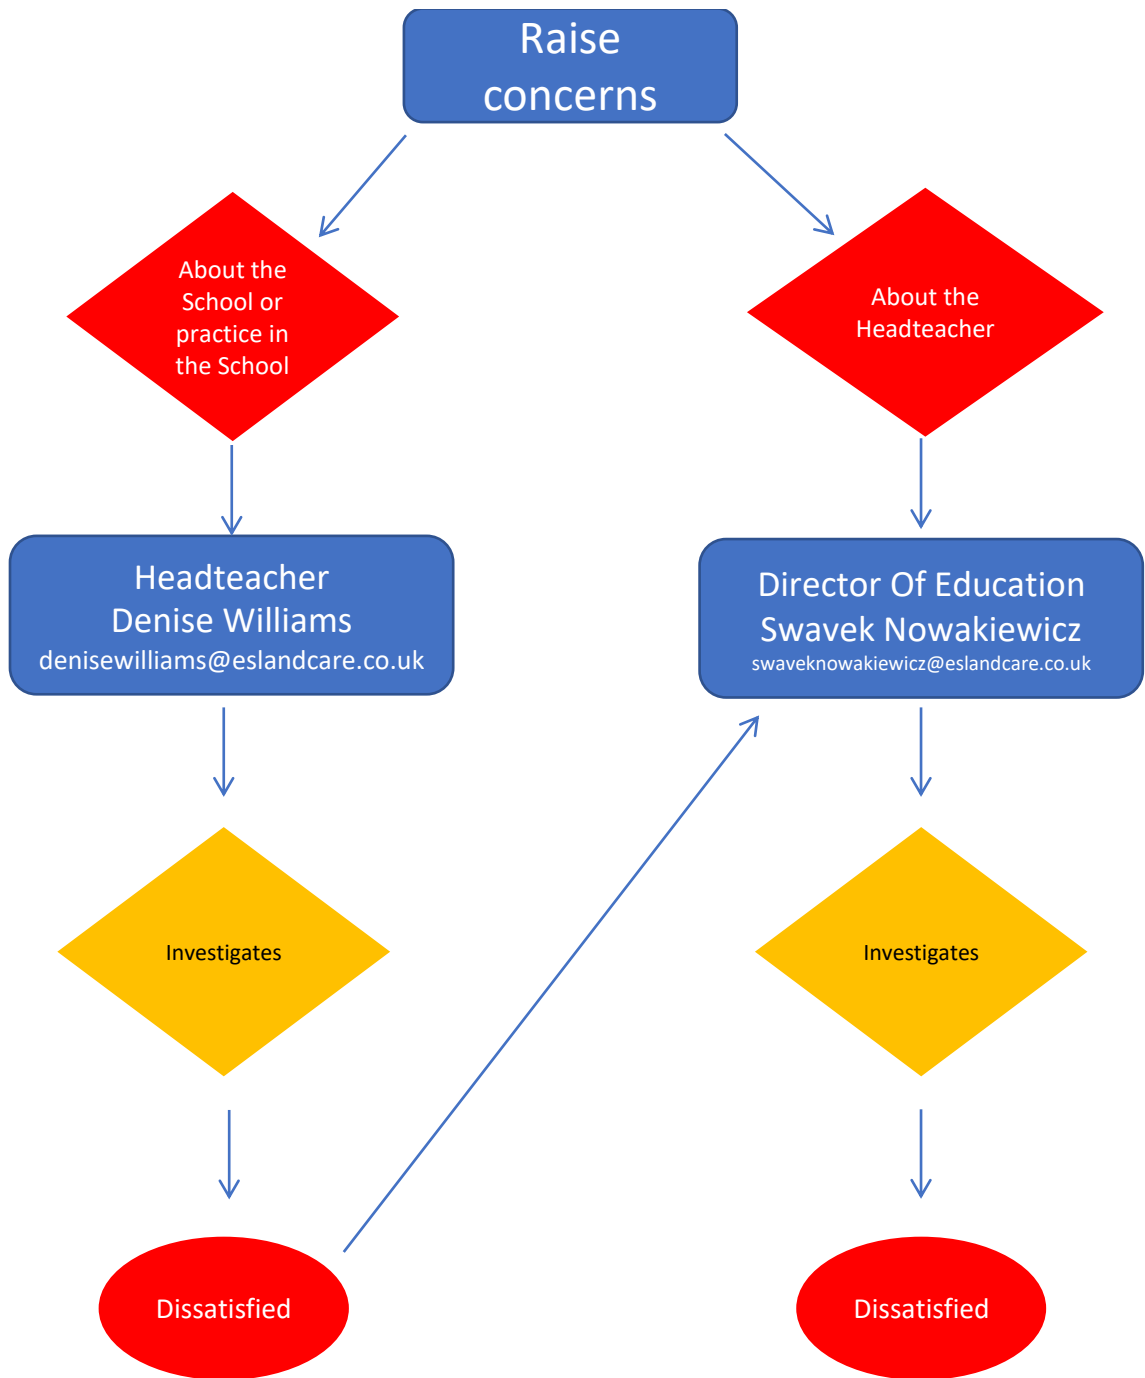 Raise
concerns
About the
School or
practice in
the School
About the
Headteacher
Headteacher
Denise Williams
denisewilliams@eslandcare.co.uk
Director Of Education
Swavek Nowakiewicz
swaveknowakiewicz@eslandcare.co.uk
Investigates
Investigates
Dissatisfied
Dissatisfied